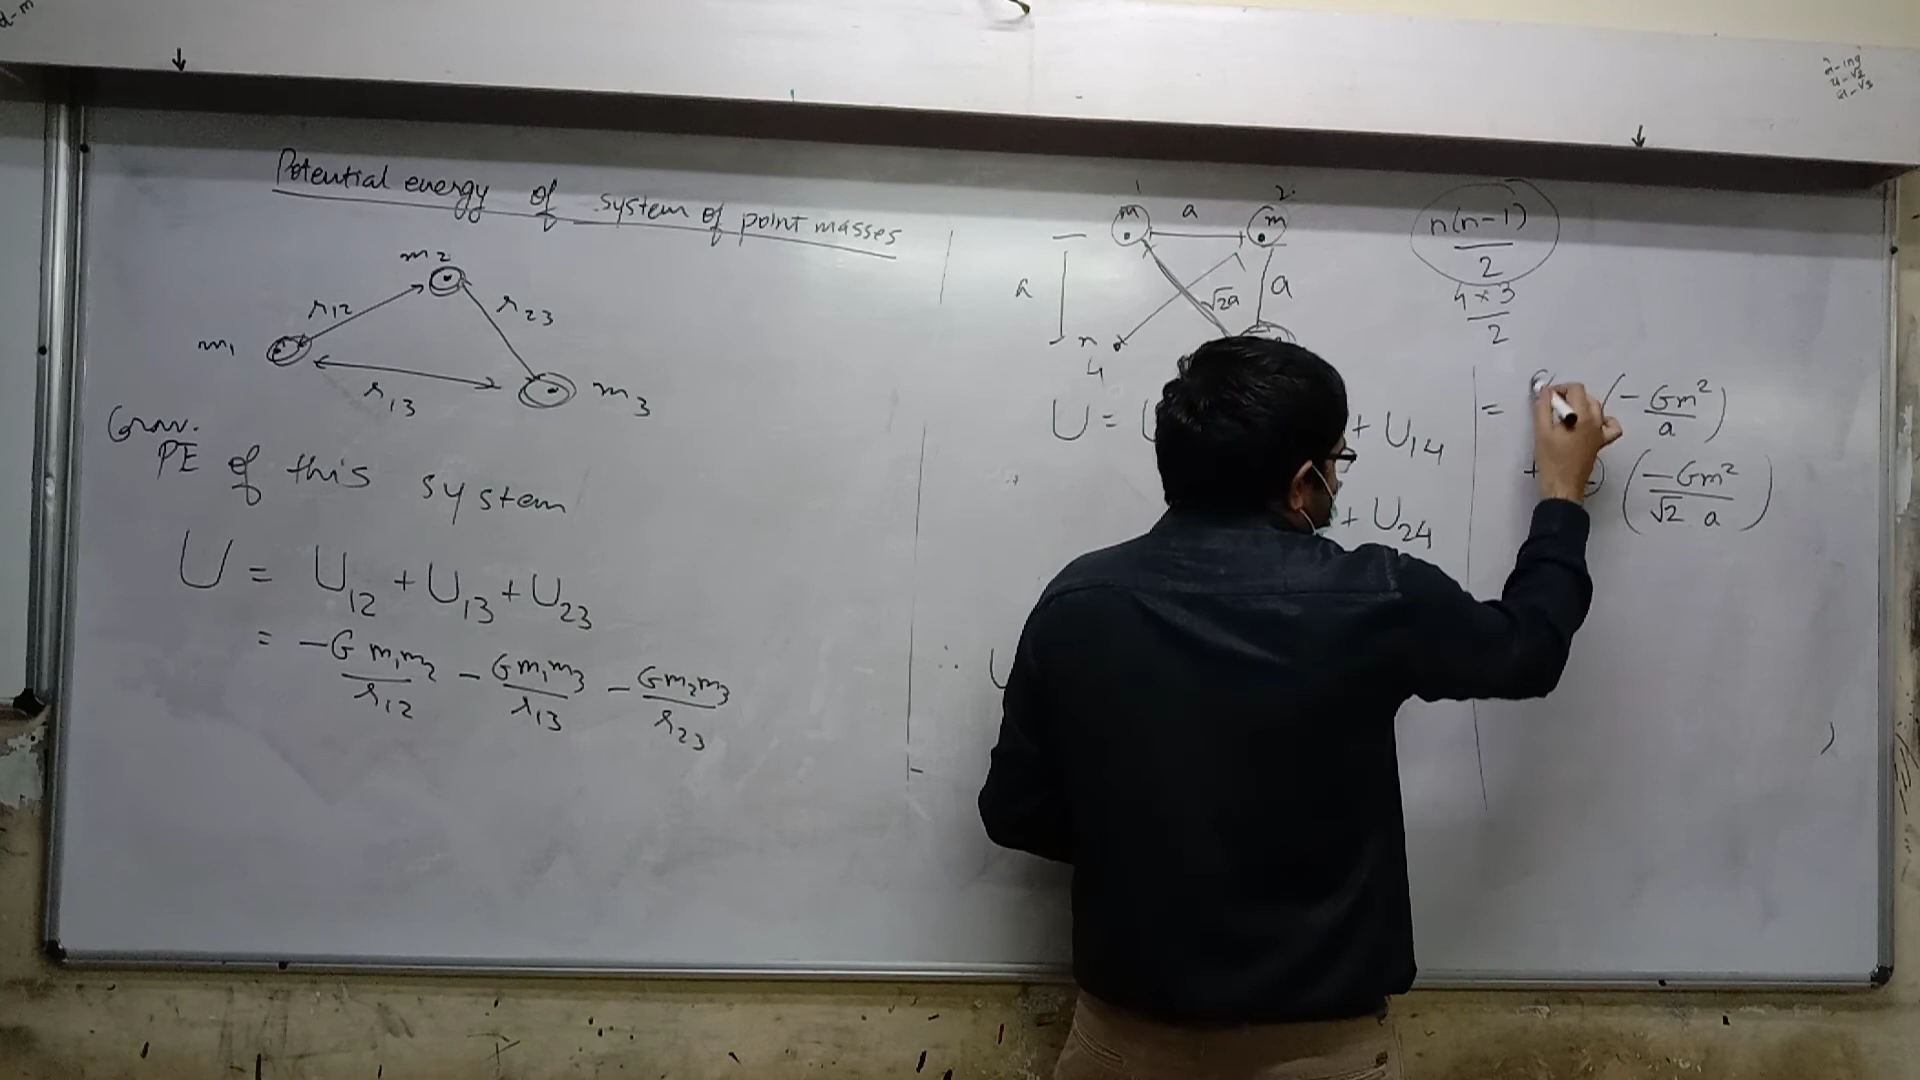 Potential energy of system of point masses
m2
r12
r23
m1
r13
m3
Grav.
PE of this system
U = U12 + U13 + U23
= -G m1m2/r12 - Gm1m3/r13 - Gm2m3/r23
1
2
m
a
m
a
√2a
a
4
n(n-1)/2
4×3/2
U =
+ U14
+ U24
∴ U
= (-Gm²/a)
+ (-Gm²/√2 a)